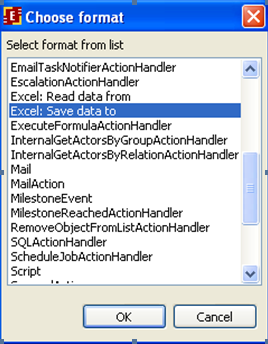 Choose format
Select format from list
EmailTaskNotifierActionHandler
EscalationActionHandler
Excel: Read data from
Excel: Save data to
ExecuteFormulaActionHandler
InternalGetActorsByGroupActionHandler
InternalGetActorsByRelationActionHandler
Mail
MailAction
MilestoneEvent
MilestoneReachedActionHandler
RemoveObjectFromListActionHandler
SQLActionHandler
ScheduleJobActionHandler
Script
OK
Cancel